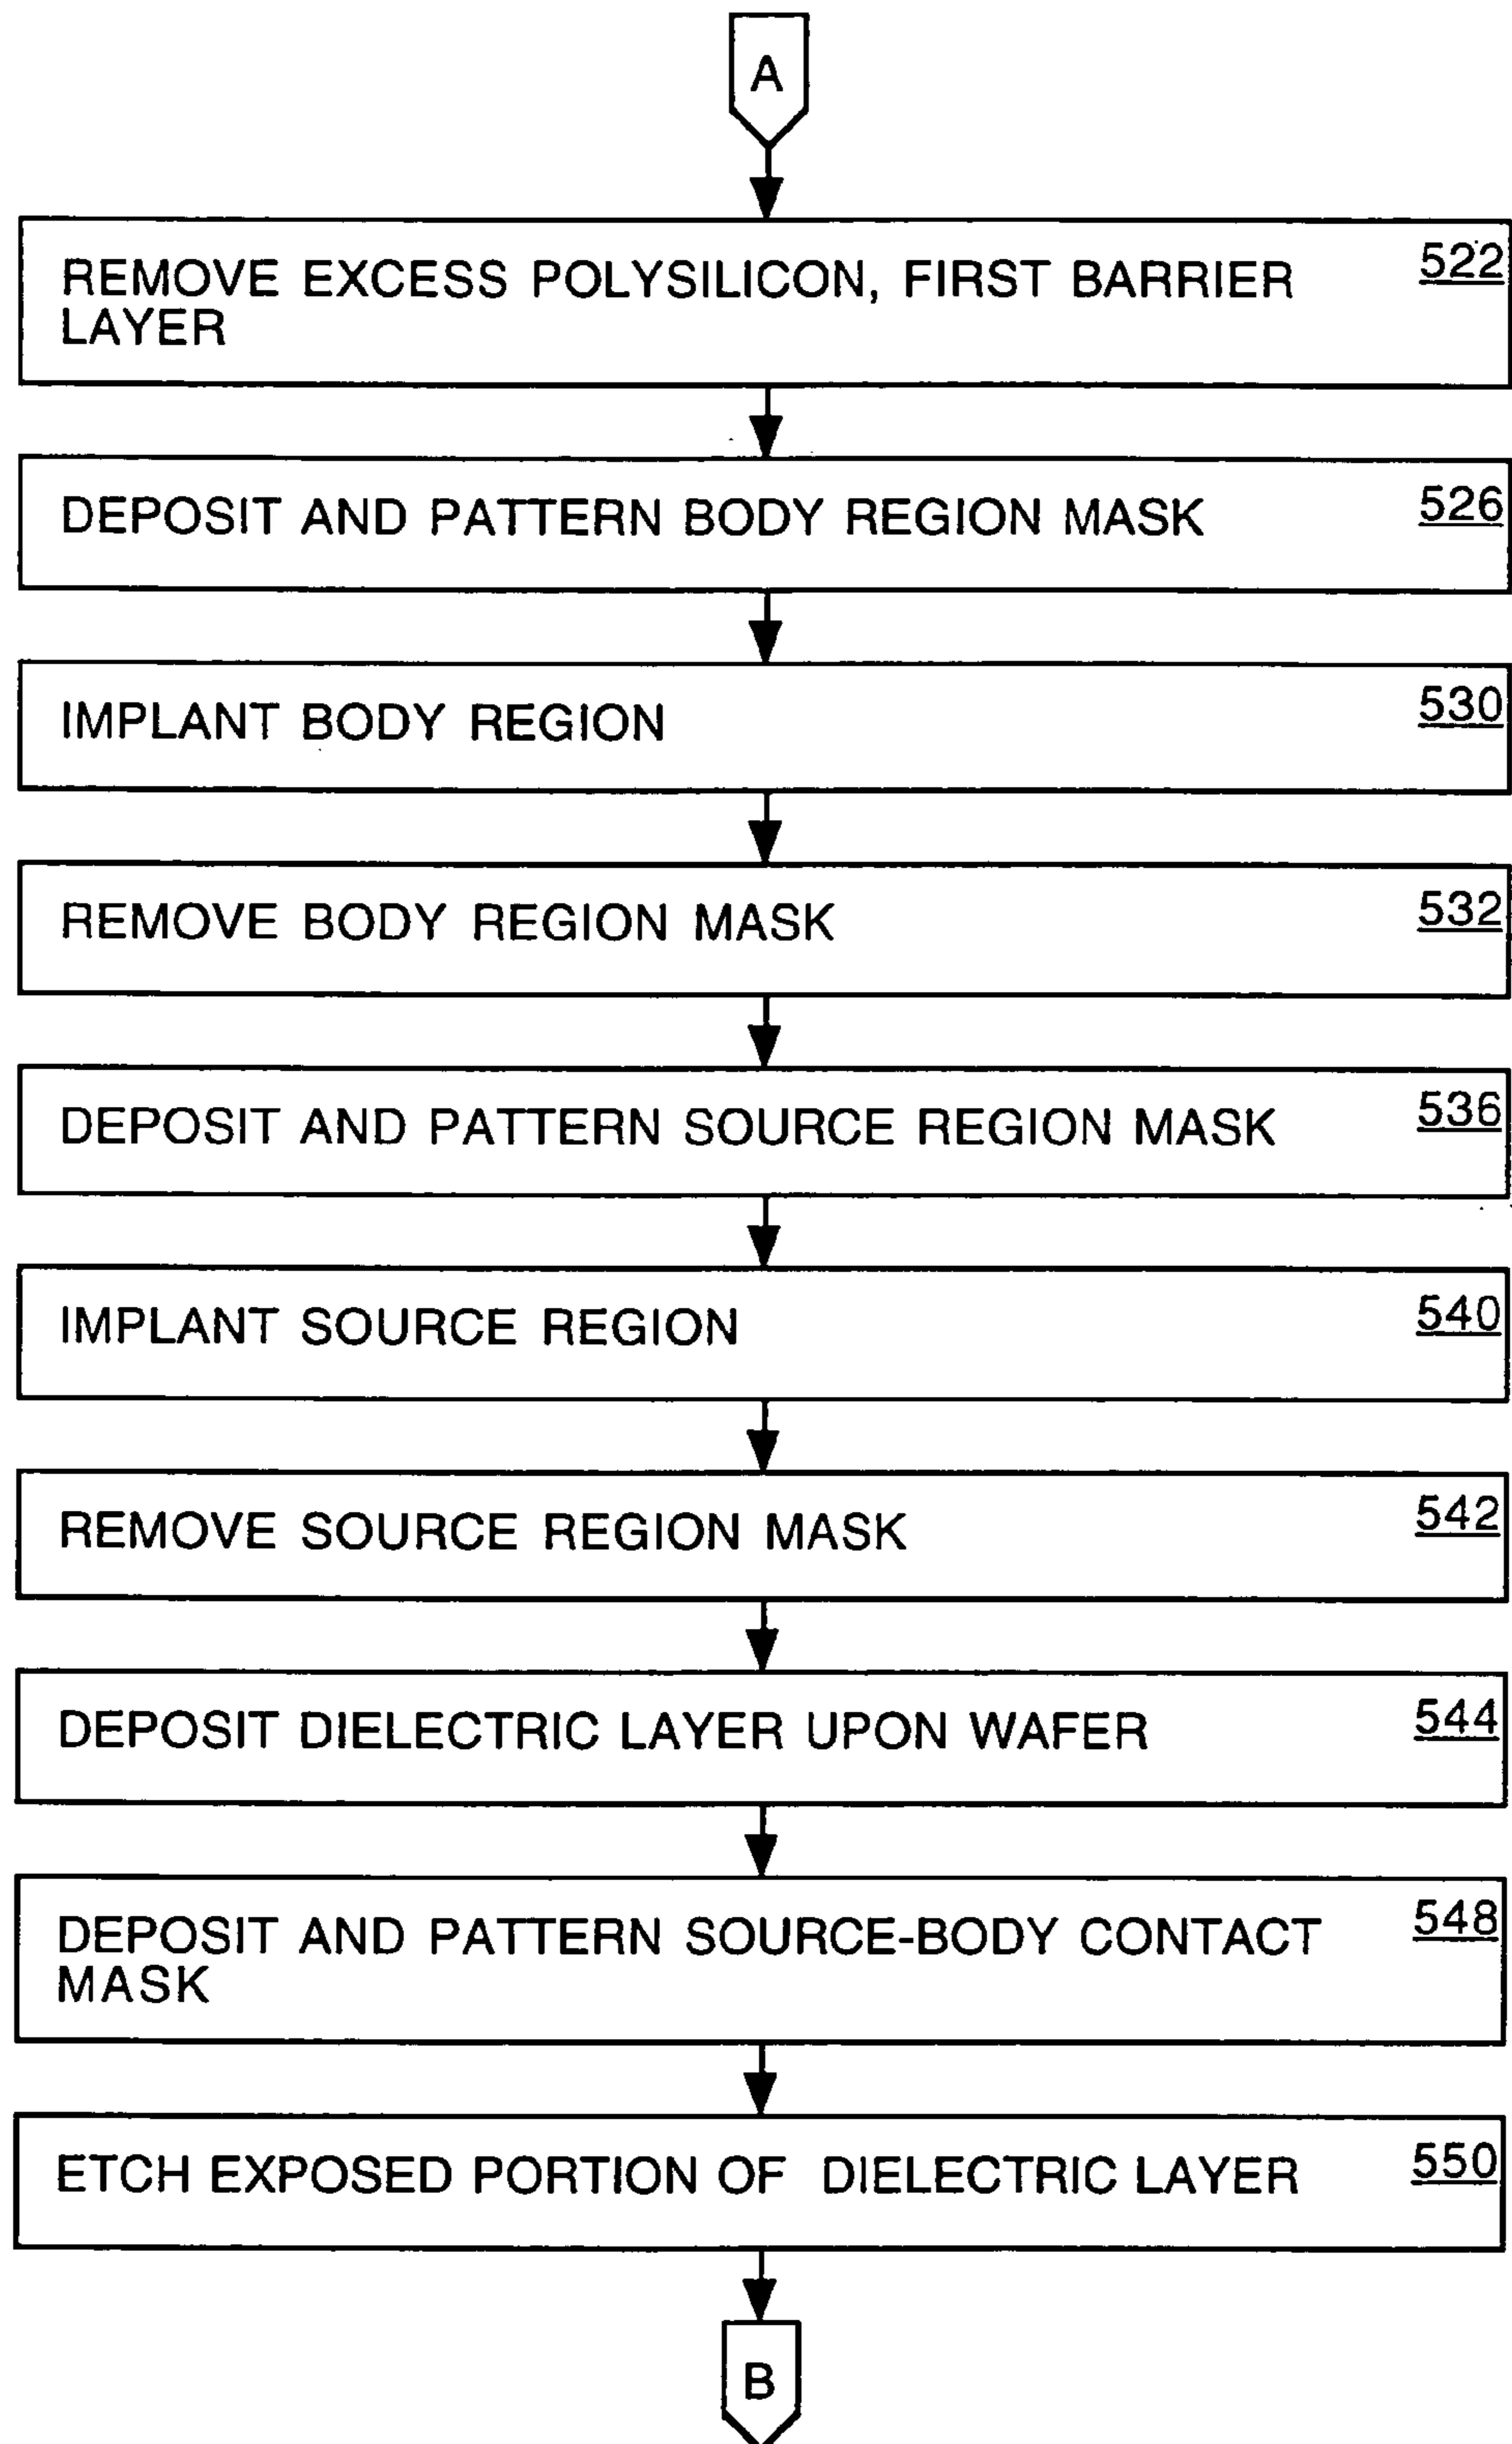 A
REMOVE EXCESS POLYSILICON, FIRST BARRIER
LAYER
522
DEPOSIT AND PATTERN BODY REGION MASK
526
IMPLANT BODY REGION
530
REMOVE BODY REGION MASK
532
DEPOSIT AND PATTERN SOURCE REGION MASK
536
IMPLANT SOURCE REGION
540
REMOVE SOURCE REGION MASK
542
DEPOSIT DIELECTRIC LAYER UPON WAFER
544
DEPOSIT AND PATTERN SOURCE-BODY CONTACT
MASK
548
ETCH EXPOSED PORTION OF DIELECTRIC LAYER
550
B